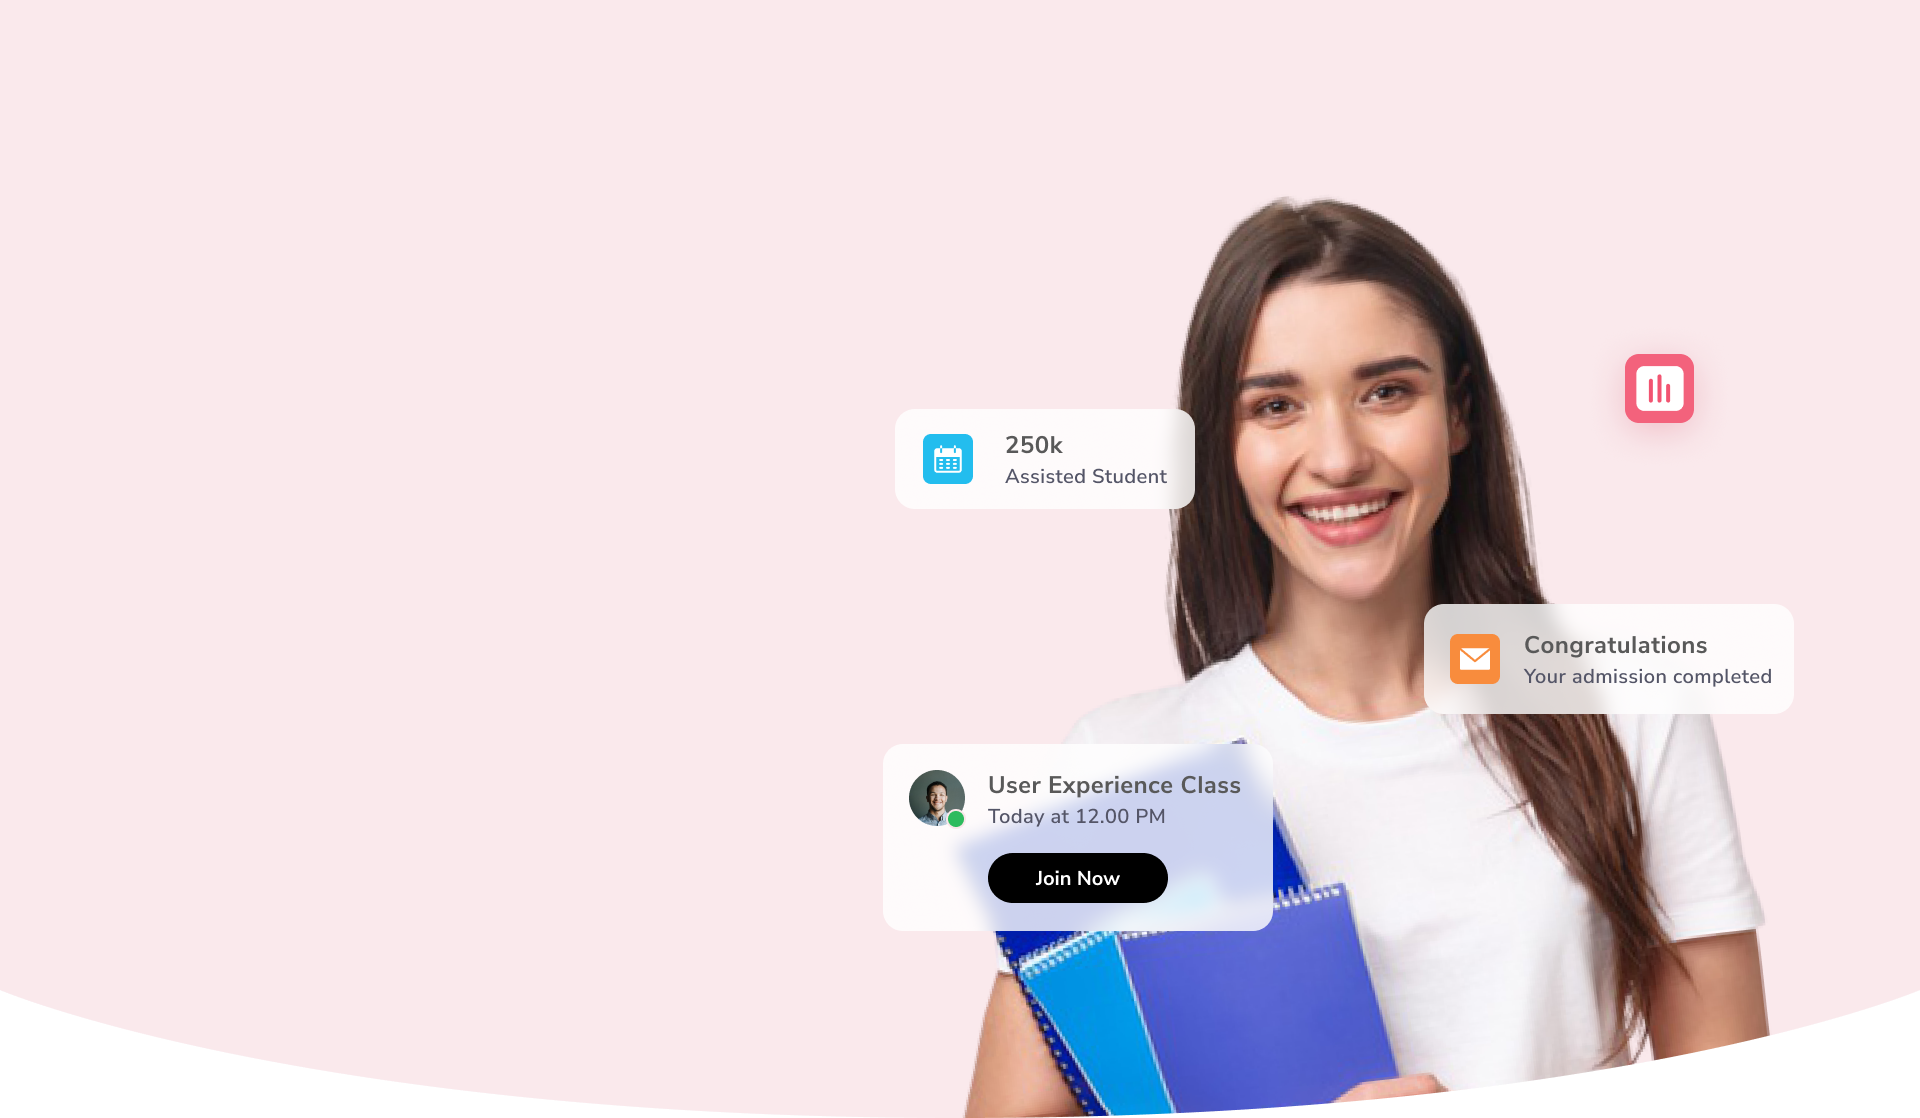 250k
Assisted Student
Congratulations
Your admission completed
User Experience Class
Today at 12.00 PM
Join Now